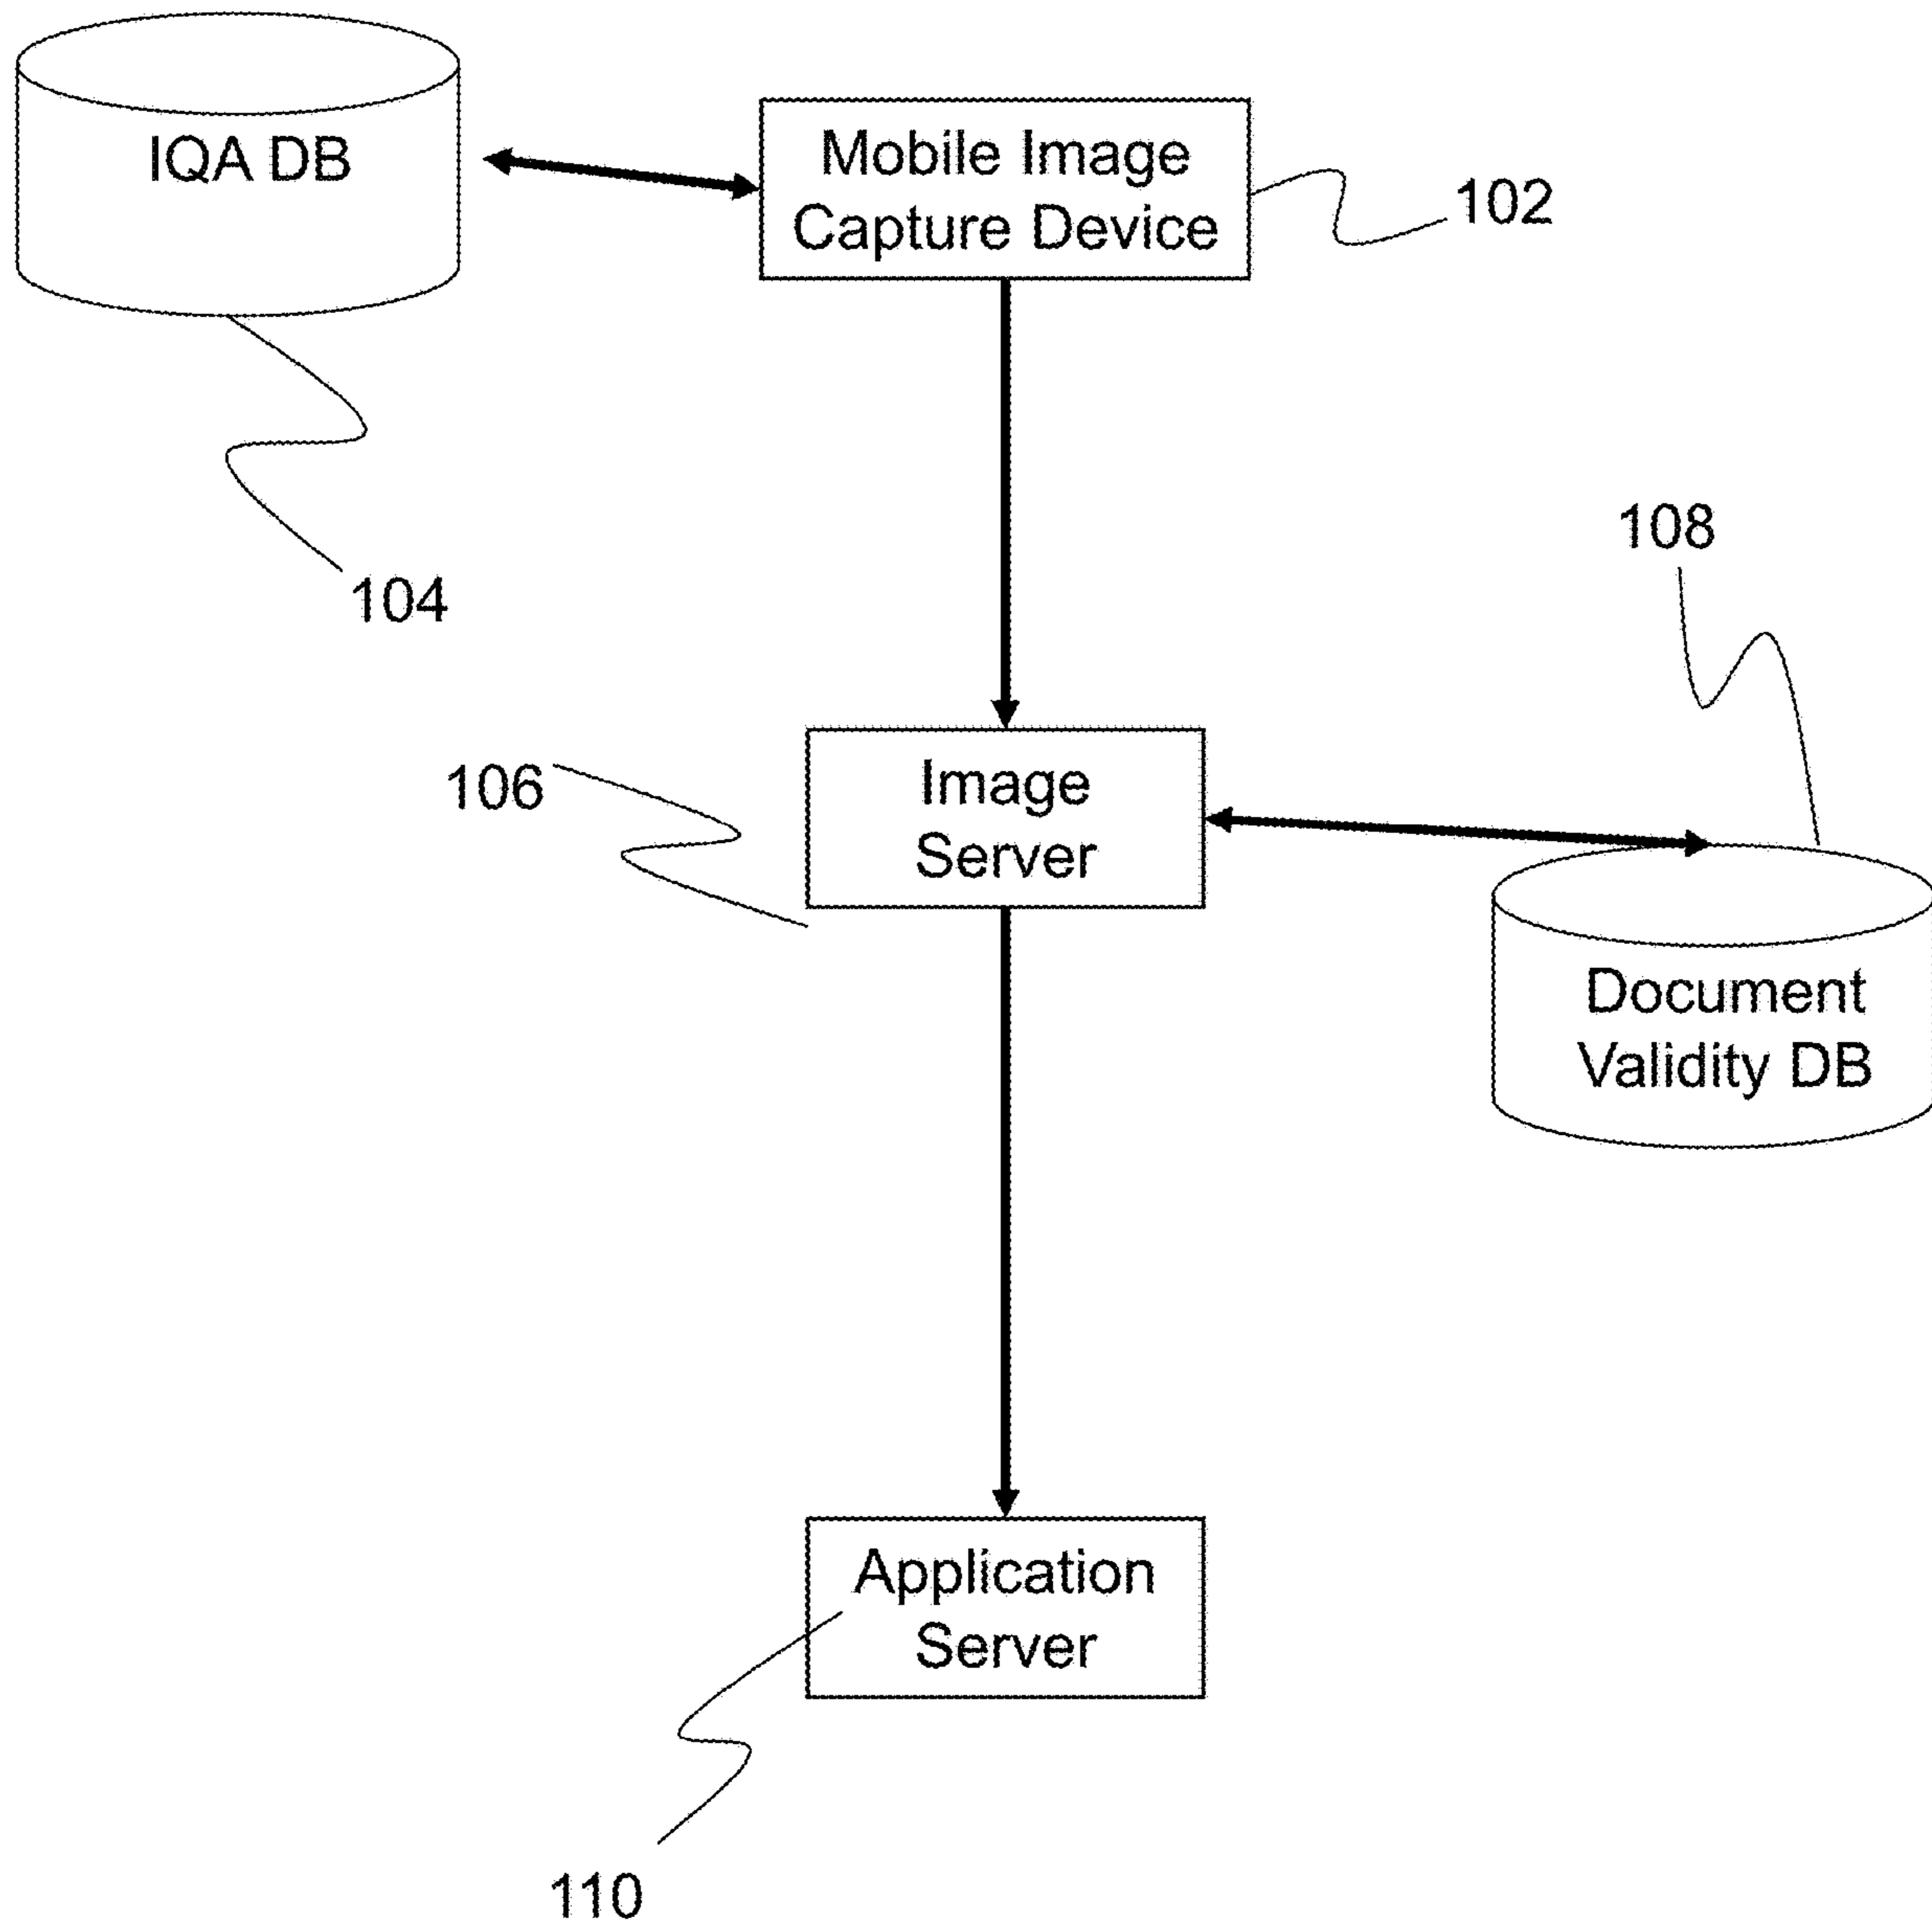 IQA DB
Mobile Image
Capture Device
102
104
108
106
Image
Server
Document
Validity DB
Application
Server
110